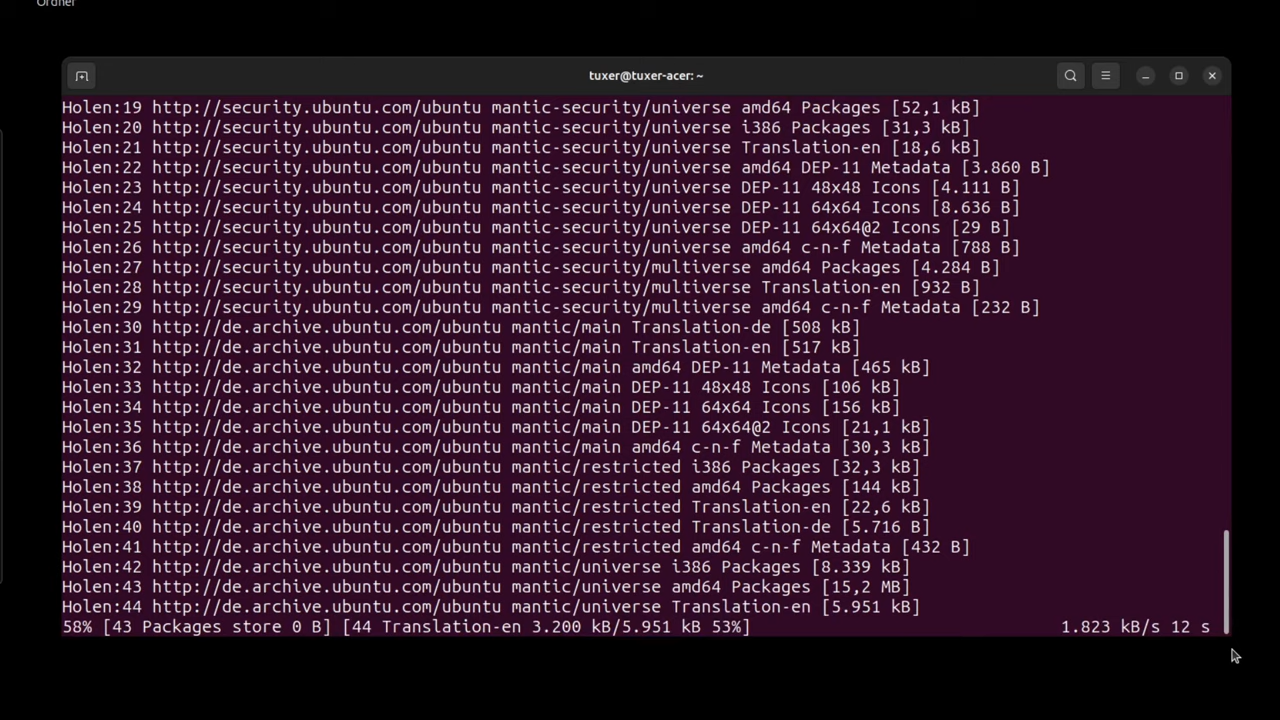 Ordner
tuxer@tuxer-acer: ~
Holen:19 http://security.ubuntu.com/ubuntu mantic-security/universe amd64 Packages [52,1 kB]
Holen:20 http://security.ubuntu.com/ubuntu mantic-security/universe i386 Packages [31,3 kB]
Holen:21 http://security.ubuntu.com/ubuntu mantic-security/universe Translation-en [18,6 kB]
Holen:22 http://security.ubuntu.com/ubuntu mantic-security/universe amd64 DEP-11 Metadata [3.860 B]
Holen:23 http://security.ubuntu.com/ubuntu mantic-security/universe DEP-11 48x48 Icons [4.111 B]
Holen:24 http://security.ubuntu.com/ubuntu mantic-security/universe DEP-11 64x64 Icons [8.636 B]
Holen:25 http://security.ubuntu.com/ubuntu mantic-security/universe DEP-11 64x64@2 Icons [29 B]
Holen:26 http://security.ubuntu.com/ubuntu mantic-security/universe amd64 c-n-f Metadata [788 B]
Holen:27 http://security.ubuntu.com/ubuntu mantic-security/multiverse amd64 Packages [4.284 B]
Holen:28 http://security.ubuntu.com/ubuntu mantic-security/multiverse Translation-en [932 B]
Holen:29 http://security.ubuntu.com/ubuntu mantic-security/multiverse amd64 c-n-f Metadata [232 B]
Holen:30 http://de.archive.ubuntu.com/ubuntu mantic/main Translation-de [508 kB]
Holen:31 http://de.archive.ubuntu.com/ubuntu mantic/main Translation-en [517 kB]
Holen:32 http://de.archive.ubuntu.com/ubuntu mantic/main amd64 DEP-11 Metadata [465 kB]
Holen:33 http://de.archive.ubuntu.com/ubuntu mantic/main DEP-11 48x48 Icons [106 kB]
Holen:34 http://de.archive.ubuntu.com/ubuntu mantic/main DEP-11 64x64 Icons [156 kB]
Holen:35 http://de.archive.ubuntu.com/ubuntu mantic/main DEP-11 64x64@2 Icons [21,1 kB]
Holen:36 http://de.archive.ubuntu.com/ubuntu mantic/main amd64 c-n-f Metadata [30,3 kB]
Holen:37 http://de.archive.ubuntu.com/ubuntu mantic/restricted i386 Packages [32,3 kB]
Holen:38 http://de.archive.ubuntu.com/ubuntu mantic/restricted amd64 Packages [144 kB]
Holen:39 http://de.archive.ubuntu.com/ubuntu mantic/restricted Translation-en [22,6 kB]
Holen:40 http://de.archive.ubuntu.com/ubuntu mantic/restricted Translation-de [5.716 B]
Holen:41 http://de.archive.ubuntu.com/ubuntu mantic/restricted amd64 c-n-f Metadata [432 B]
Holen:42 http://de.archive.ubuntu.com/ubuntu mantic/universe i386 Packages [8.339 kB]
Holen:43 http://de.archive.ubuntu.com/ubuntu mantic/universe amd64 Packages [15,2 MB]
Holen:44 http://de.archive.ubuntu.com/ubuntu mantic/universe Translation-en [5.951 kB]
58% [43 Packages store 0 B] [44 Translation-en 3.200 kB/5.951 kB 53%] 1.823 kB/s 12 s